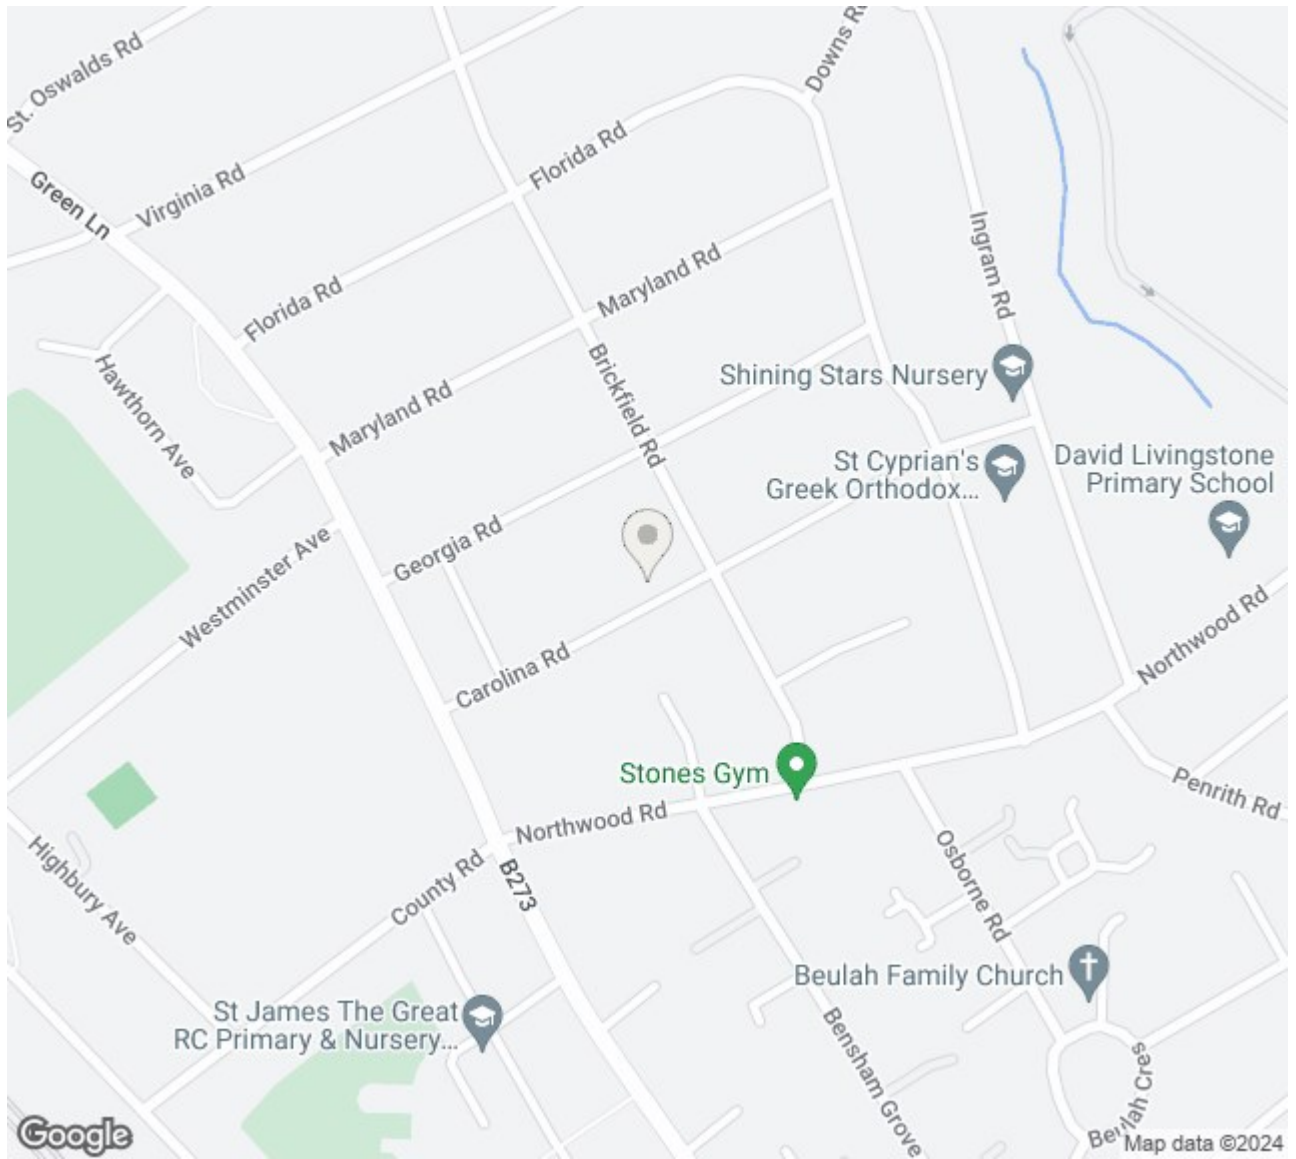 St. Oswalds Rd
Downs Rd
Florida Rd
Virginia Rd
Green Ln
Ingram Rd
Maryland Rd
Florida Rd
Shining Stars Nursery
Brickfield Rd
Hawthorn Ave
Maryland Rd
St Cyprian's
Greek Orthodox...
David Livingstone
Primary School
Georgia Rd
Westminster Ave
Northwood Rd
Carolina Rd
Stones Gym
Penrith Rd
Northwood Rd
Highbury Ave
County Rd
B273
Osborne Rd
Beulah Family Church
St James The Great
RC Primary & Nursery...
Bensham Grove
Beulah Cres
Beulah
Google
Map data ©2024